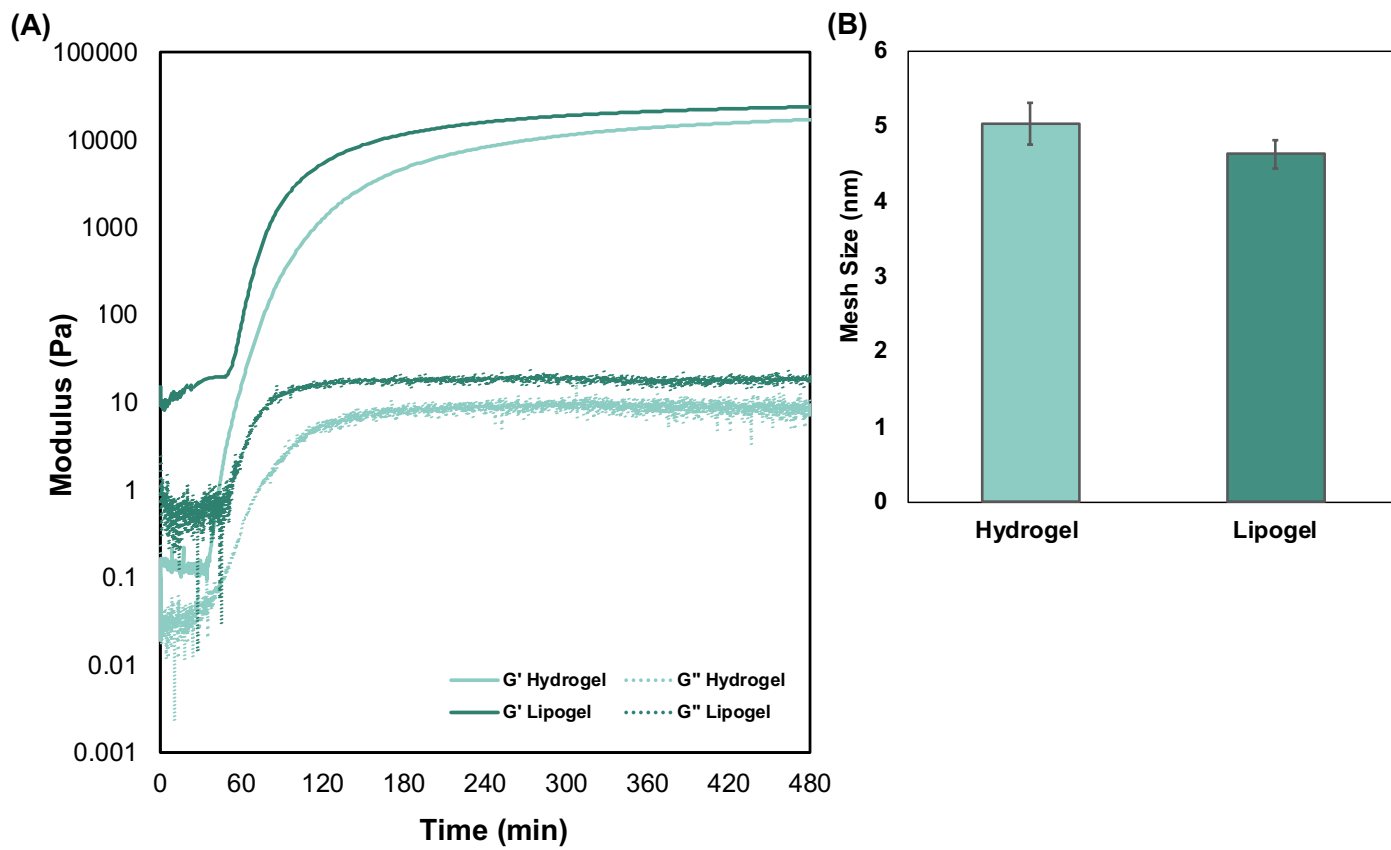 (A)
100000
10000
1000
100
10
1
0.1
0.01
0.001
Modulus (Pa)
0 60 120 180 240 300 360 420 480
Time (min)
G' Hydrogel G" Hydrogel
G' Lipogel G" Lipogel
(B)
6
5
4
3
2
1
0
Mesh Size (nm)
Hydrogel Lipogel